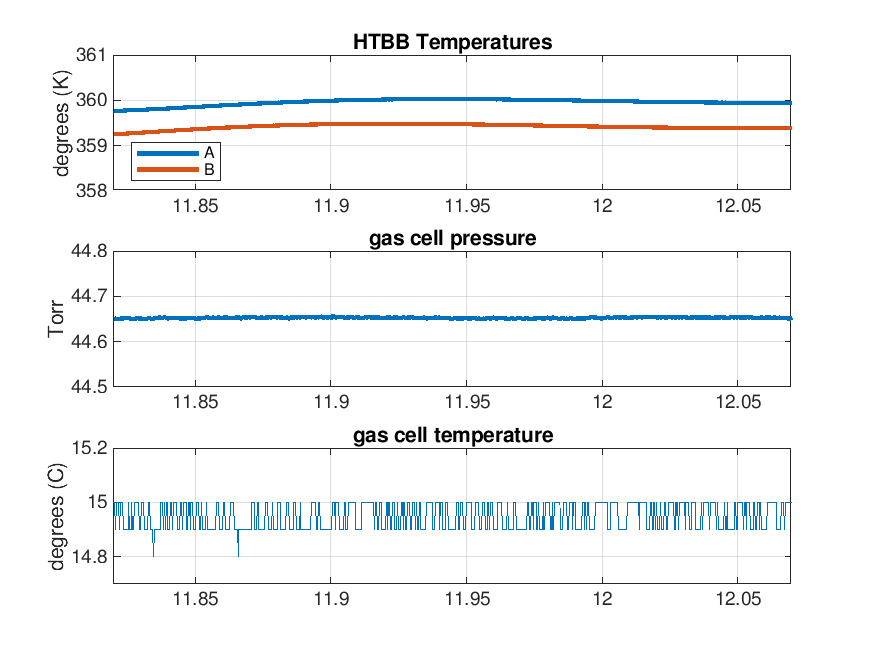 HTBB Temperatures
361
360
359
358
degrees (K)
A
B
11.85 11.9 11.95 12 12.05
gas cell pressure
44.8
44.7
44.6
44.5
Torr
11.85 11.9 11.95 12 12.05
gas cell temperature
15.2
15
14.8
degrees (C)
11.85 11.9 11.95 12 12.05